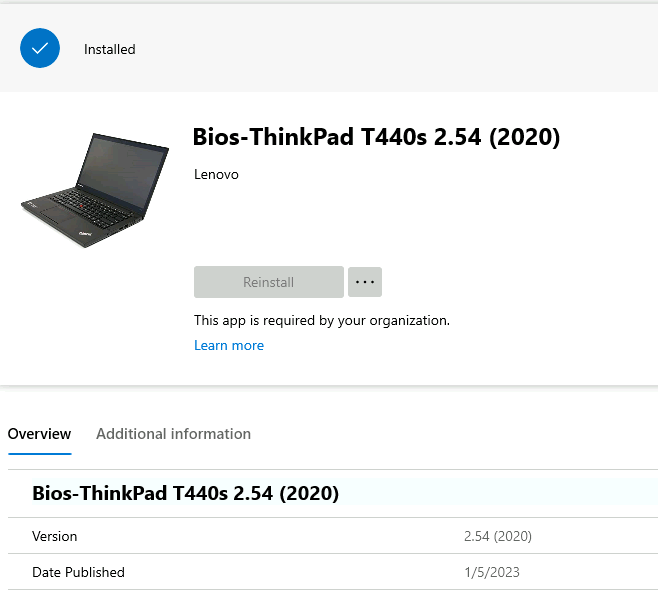 Installed
Bios-ThinkPad T440s 2.54 (2020)
Lenovo
Reinstall
This app is required by your organization.
Learn more
Overview
Additional information
Bios-ThinkPad T440s 2.54 (2020)
Version 2.54 (2020)
Date Published 1/5/2023